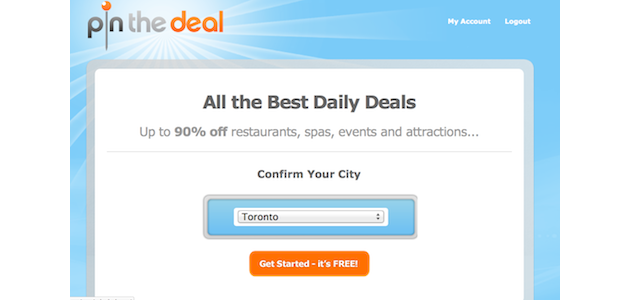 pin the deal
My Account Logout
All the Best Daily Deals
Up to 90% off restaurants, spas, events and attractions...
Confirm Your City
Toronto
Get Started - it's FREE!